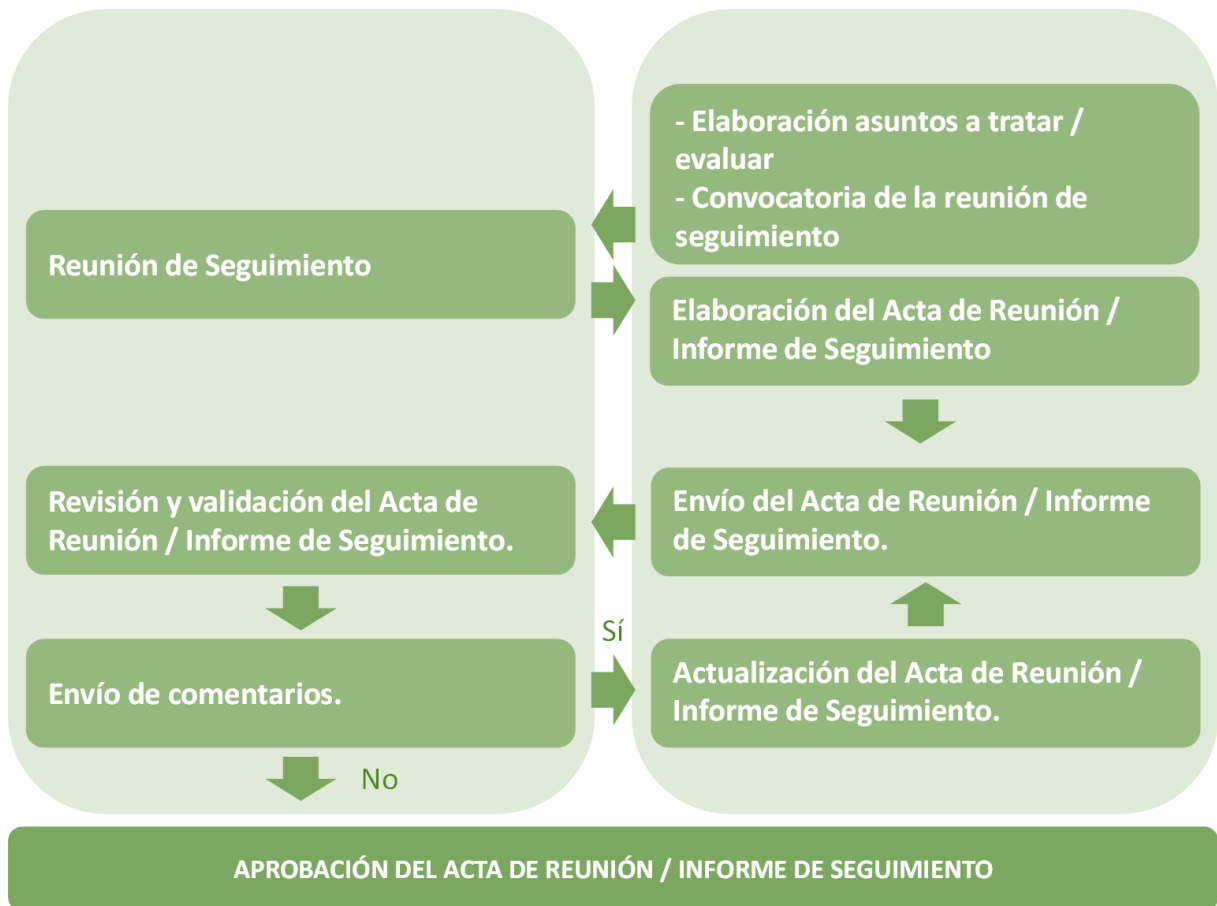 - Elaboración asuntos a tratar /
evaluar
- Convocatoria de la reunión de
seguimiento
Reunión de Seguimiento
Elaboración del Acta de Reunión /
Informe de Seguimiento
Envío del Acta de Reunión / Informe
de Seguimiento.
Revisión y validación del Acta de
Reunión / Informe de Seguimiento.
Envío de comentarios.
Sí
Actualización del Acta de Reunión /
Informe de Seguimiento.
No
APROBACIÓN DEL ACTA DE REUNIÓN / INFORME DE SEGUIMIENTO